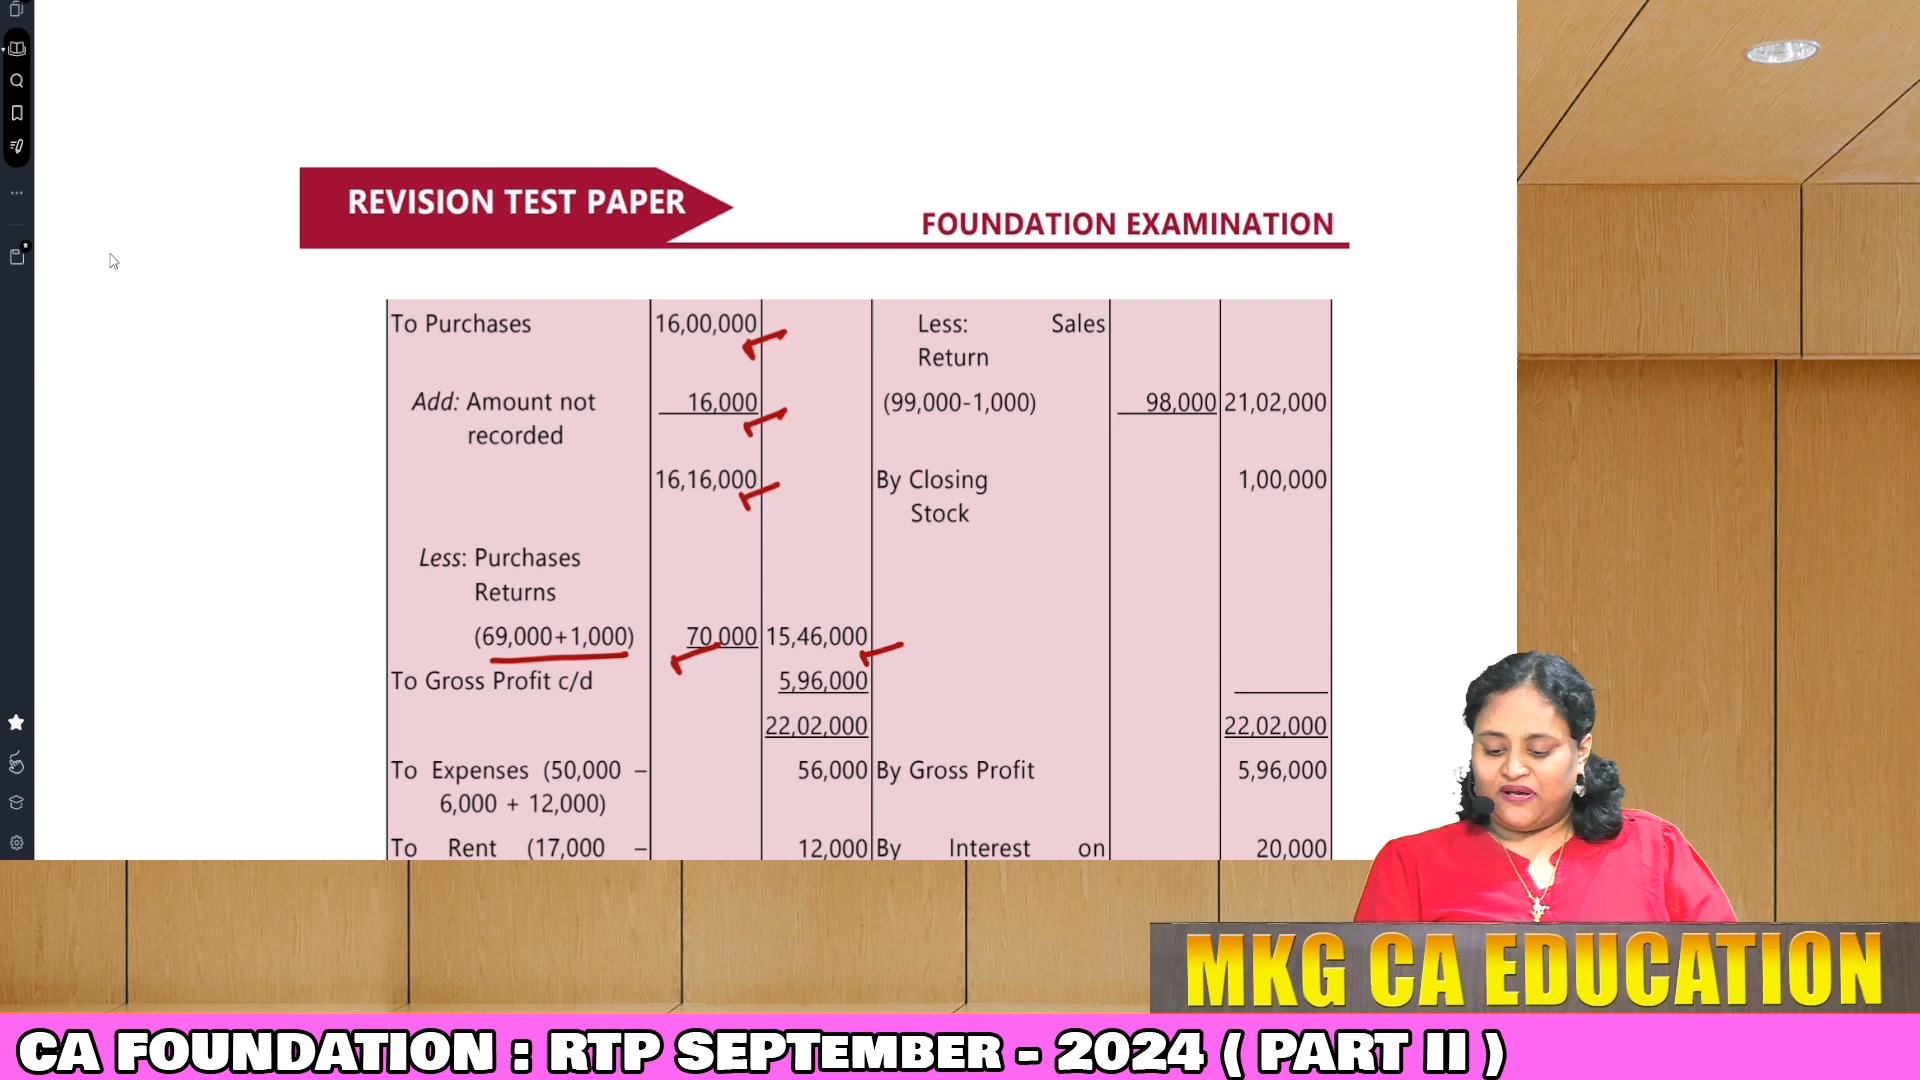 REVISION TEST PAPER
FOUNDATION EXAMINATION
To Purchases 16,00,000 Less: Sales
Return
Add: Amount not 16,000 (99,000-1,000) 98,000 21,02,000
recorded
16,16,000 By Closing 1,00,000
Stock
Less: Purchases
Returns
(69,000+1,000) 70,000 15,46,000
To Gross Profit c/d 5,96,000
22,02,000 22,02,000
To Expenses (50,000 – 56,000 By Gross Profit 5,96,000
6,000 + 12,000)
To Rent (17,000 – 12,000 By Interest on 20,000
MKG CA EDUCATION
CA FOUNDATION : RTP SEPTEMBER - 2024 ( PART II )